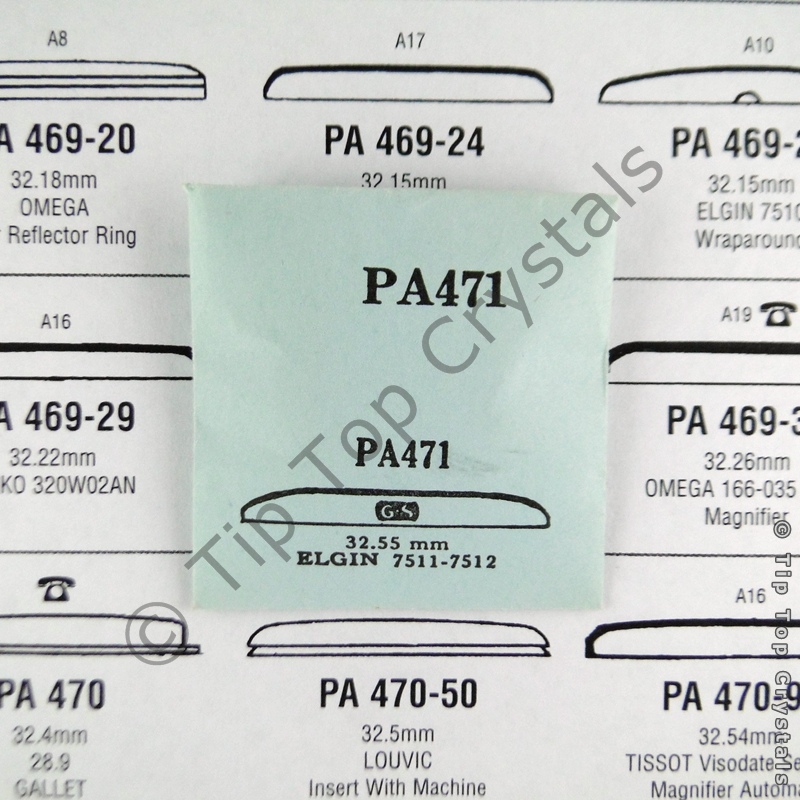 A8
A17
A10
A 469-20
PA 469-24
PA 469-2
32.18mm
32.15mm
32.15mm
OMEGA
ELGIN 7510
Reflector Ring
Wraparound
PA471
A16
A19
A 469-29
PA471
PA 469-3
32.22mm
32.26mm
KO 320W02AN
OMEGA 166-035
Magnifier
G·S
32.55 mm
ELGIN 7511-7512
A16
PA 470
PA 470-50
PA 470-9
32.4mm
32.5mm
32.54mm
28.9
LOUVIC
TISSOT Visodate Se
GALLET
Insert With Machine
Magnifier Automa
© Tip Top Crystals
© Tip Top Crystals